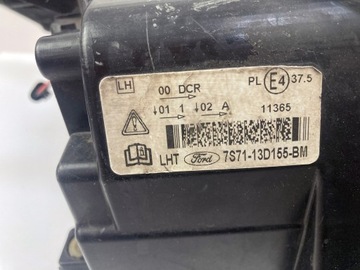 LH
00 DCR
PL E4 37.5
01 1 02 A
11365
LHT Ford 7S71-13D155-BM